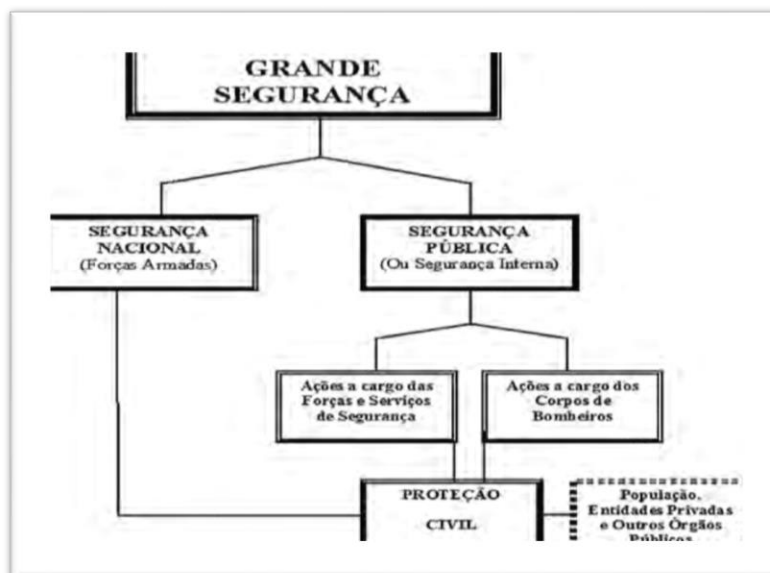 GRANDE
SEGURANÇA
SEGURANÇA
NACIONAL
(Forças Armadas)
SEGURANÇA
PÚBLICA
(Ou Segurança Interna)
Ações a cargo das
Forças e Serviços
de Segurança
Ações a cargo dos
Corpos de
Bombeiros
PROTEÇÃO
CIVIL
População,
Entidades Privadas
e Outros Órgãos
Públicos